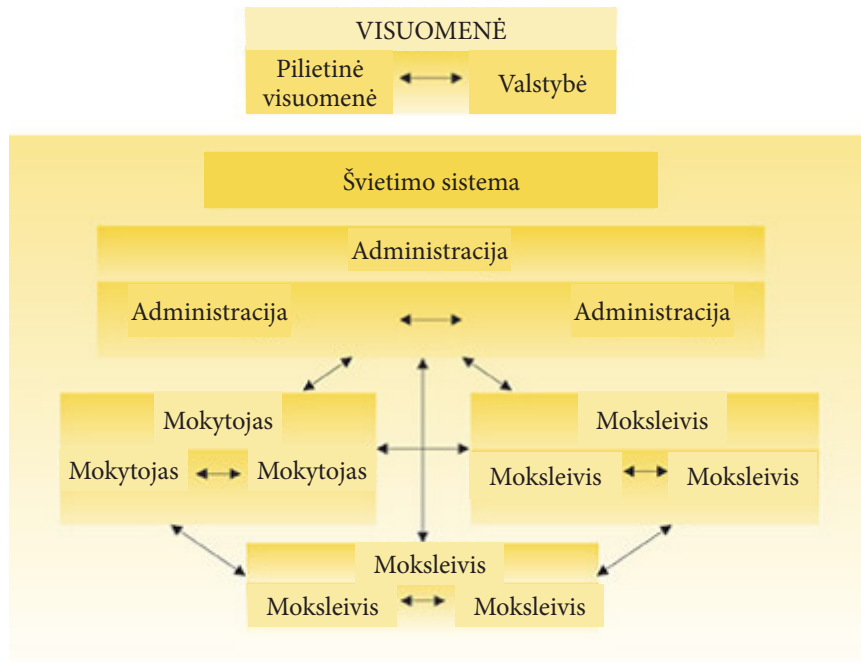 VISUOMENĖ
Pilietinė
visuomenė
Valstybė
Švietimo sistema
Administracija
Administracija
Administracija
Mokytojas
Mokytojas
Mokytojas
Moksleivis
Moksleivis
Moksleivis
Moksleivis
Moksleivis
Moksleivis